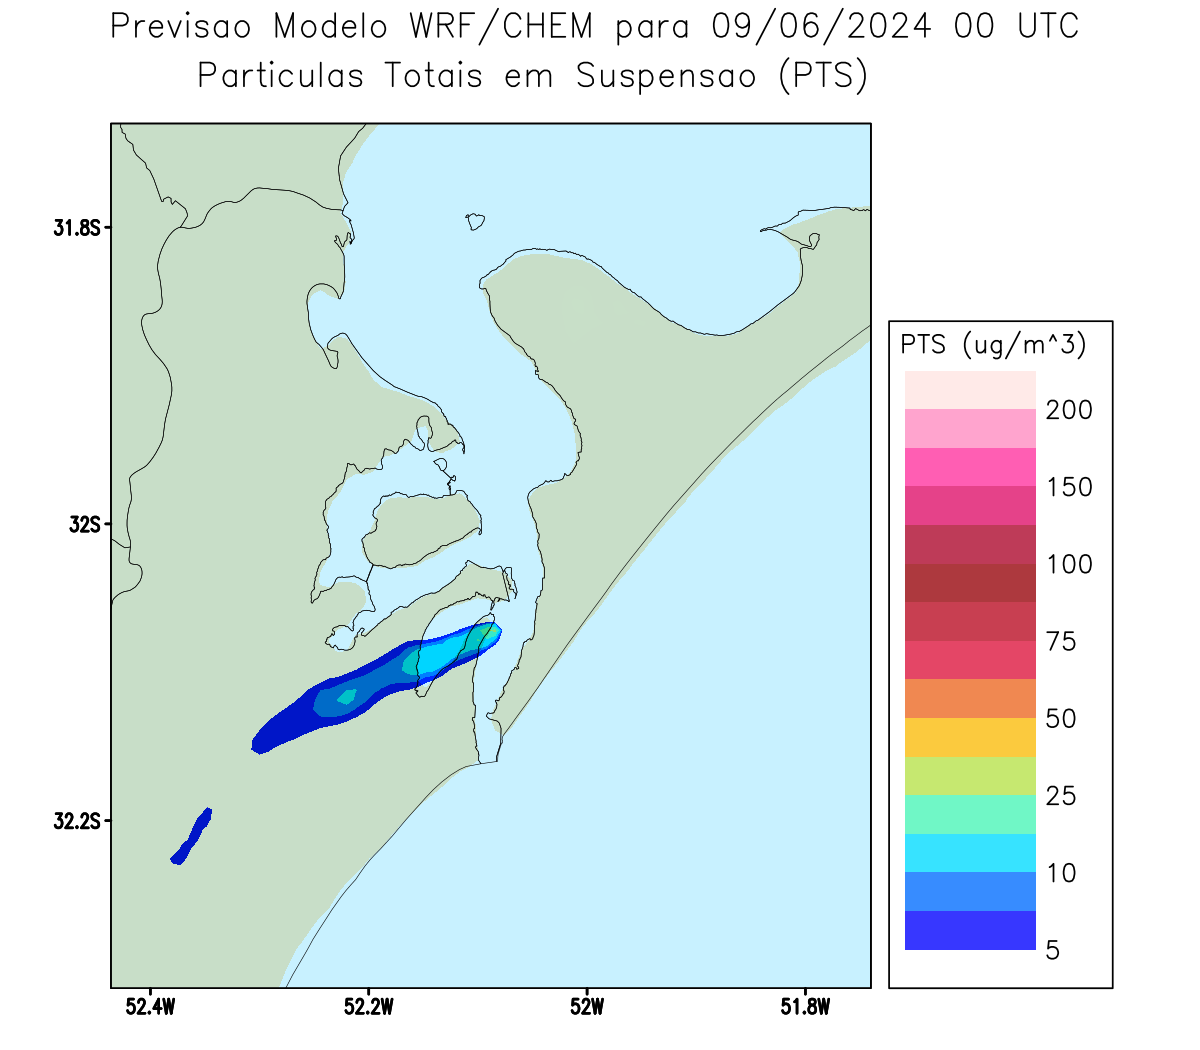 Previsao Modelo WRF/CHEM para 09/06/2024 00 UTC
Particulas Totais em Suspensao (PTS)
31.8S
32S
32.2S
52.4W
52.2W
52W
51.8W
PTS (ug/m^3)
200
150
100
75
50
25
10
5